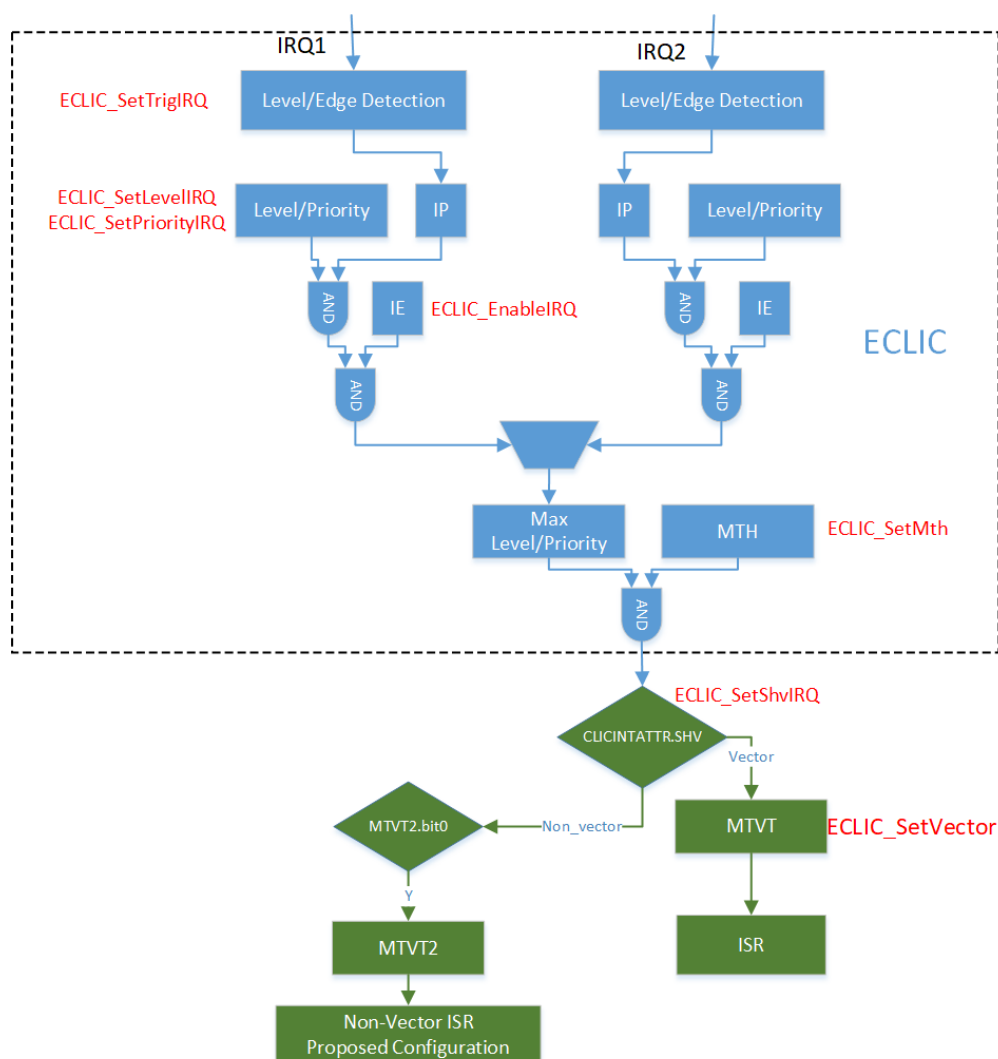 IRQ1
IRQ2
ECLIC_SetTrigIRQ
Level/Edge Detection
Level/Edge Detection
ECLIC_SetLevelIRQ
ECLIC_SetPriorityIRQ
Level/Priority
IP
IP
Level/Priority
AND
IE
ECLIC_EnableIRQ
AND
IE
ECLIC
AND
AND
Max
Level/Priority
MTH
ECLIC_SetMth
AND
ECLIC_SetShvIRQ
CLICINTATTR.SHV
Vector
MTVT2.bit0
Non_vector
MTVT
ECLIC_SetVector
Y
MTVT2
ISR
Non-Vector ISR
Proposed Configuration